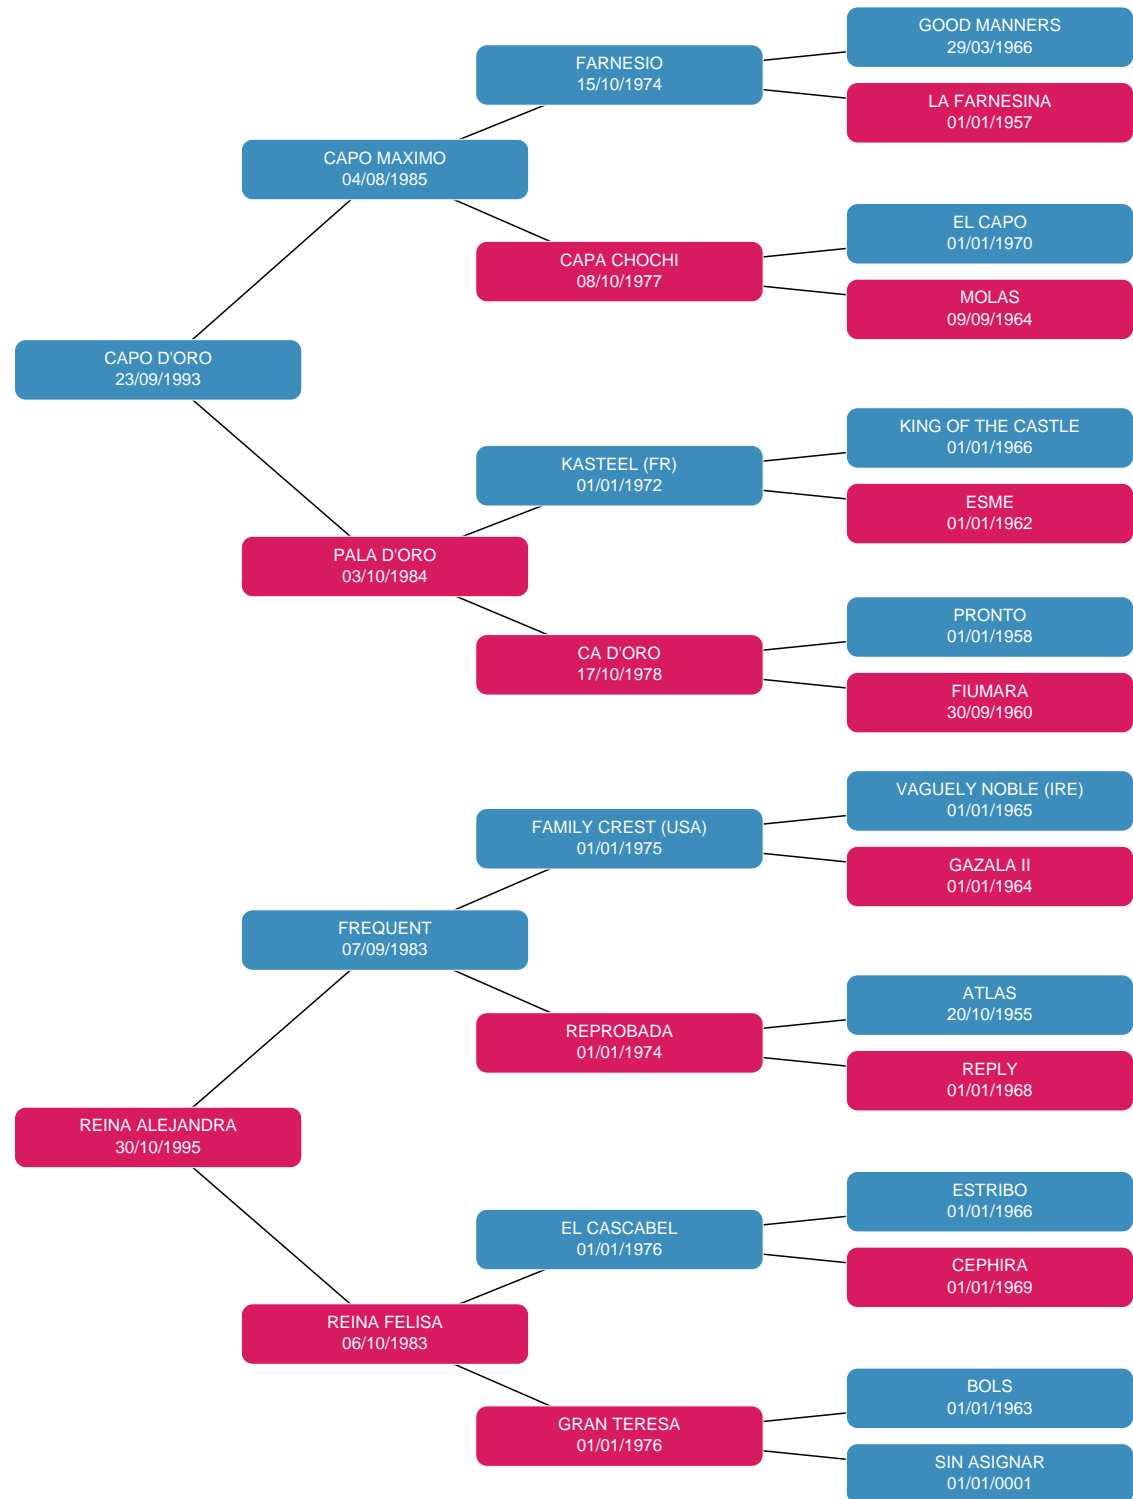 GOOD MANNERS
29/03/1966
FARNESIO
15/10/1974
LA FARNESINA
01/01/1957
CAPO MAXIMO
04/08/1985
EL CAPO
01/01/1970
CAPA CHOCHI
08/10/1977
MOLAS
09/09/1964
CAPO D'ORO
23/09/1993
KING OF THE CASTLE
01/01/1966
KASTEEL (FR)
01/01/1972
ESME
01/01/1962
PALA D'ORO
03/10/1984
PRONTO
01/01/1958
CA D'ORO
17/10/1978
FIUMARA
30/09/1960
VAGUELY NOBLE (IRE)
01/01/1965
FAMILY CREST (USA)
01/01/1975
GAZALA II
01/01/1964
FREQUENT
07/09/1983
ATLAS
20/10/1955
REPROBADA
01/01/1974
REPLY
01/01/1968
REINA ALEJANDRA
30/10/1995
ESTRIBO
01/01/1966
EL CASCABEL
01/01/1976
CEPHIRA
01/01/1969
REINA FELISA
06/10/1983
BOLS
01/01/1963
GRAN TERESA
01/01/1976
SIN ASIGNAR
01/01/0001